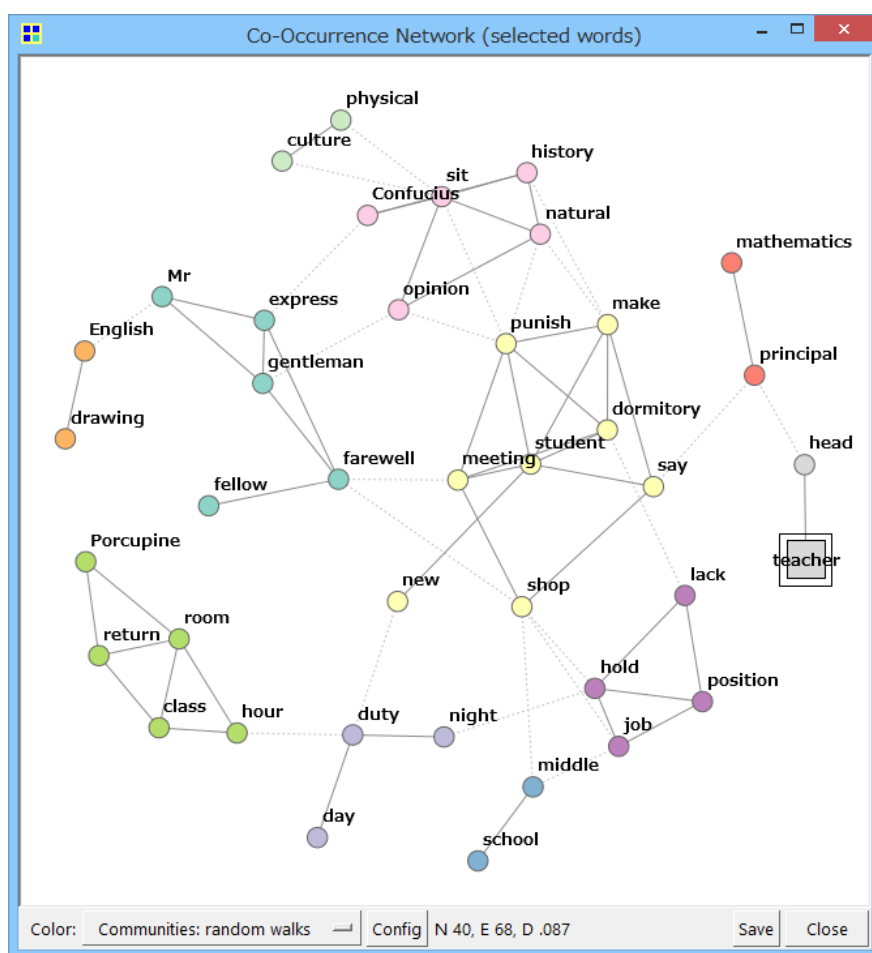 Co-Occurrence Network (selected words)
physical
culture
history
sit
Confucius
natural
mathematics
Mr
express
opinion
make
English
punish
principal
gentleman
drawing
dormitory
student
head
farewell
meeting
say
fellow
Porcupine
teacher
new
shop
lack
room
return
hold
position
class
hour
duty
night
job
middle
day
school
Color: Communities: random walks Config N 40, E 68, D .087 Save Close